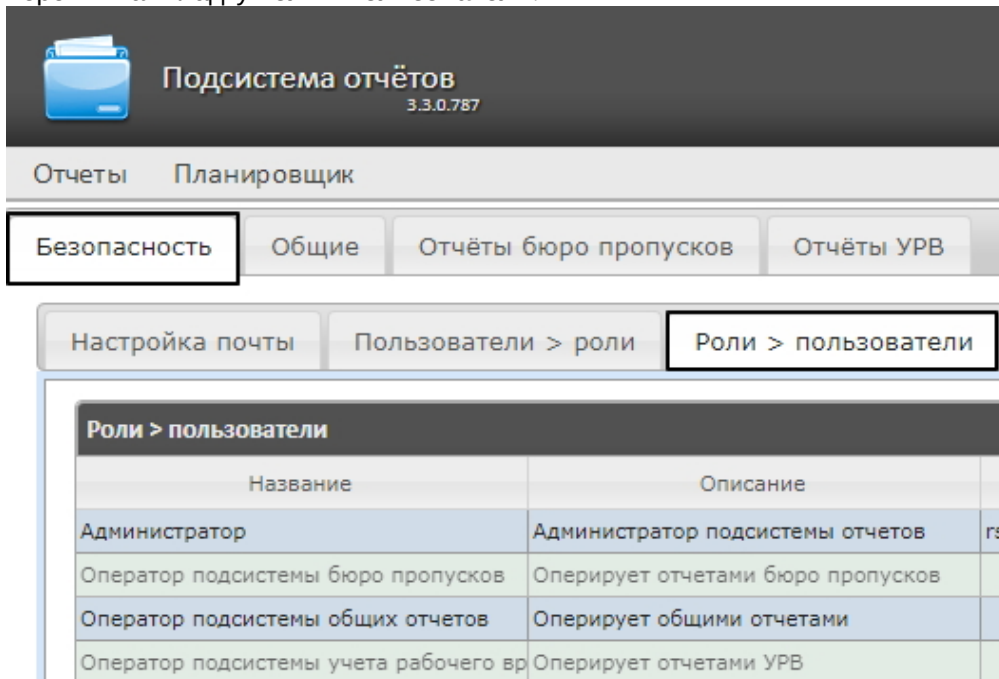 Подсистема отчётов
3.3.0.787
Отчеты Планировщик
Безопасность Общие Отчёты бюро пропусков Отчёты УРВ
Настройка почты Пользователи > роли Роли > пользователи
Роли > пользователи
Название Описание
Администратор Администратор подсистемы отчетов
Оператор подсистемы бюро пропусков Оперирует отчетами бюро пропусков
Оператор подсистемы общих отчетов Оперирует общими отчетами
Оператор подсистемы учета рабочего вр Оперирует отчетами УРВ